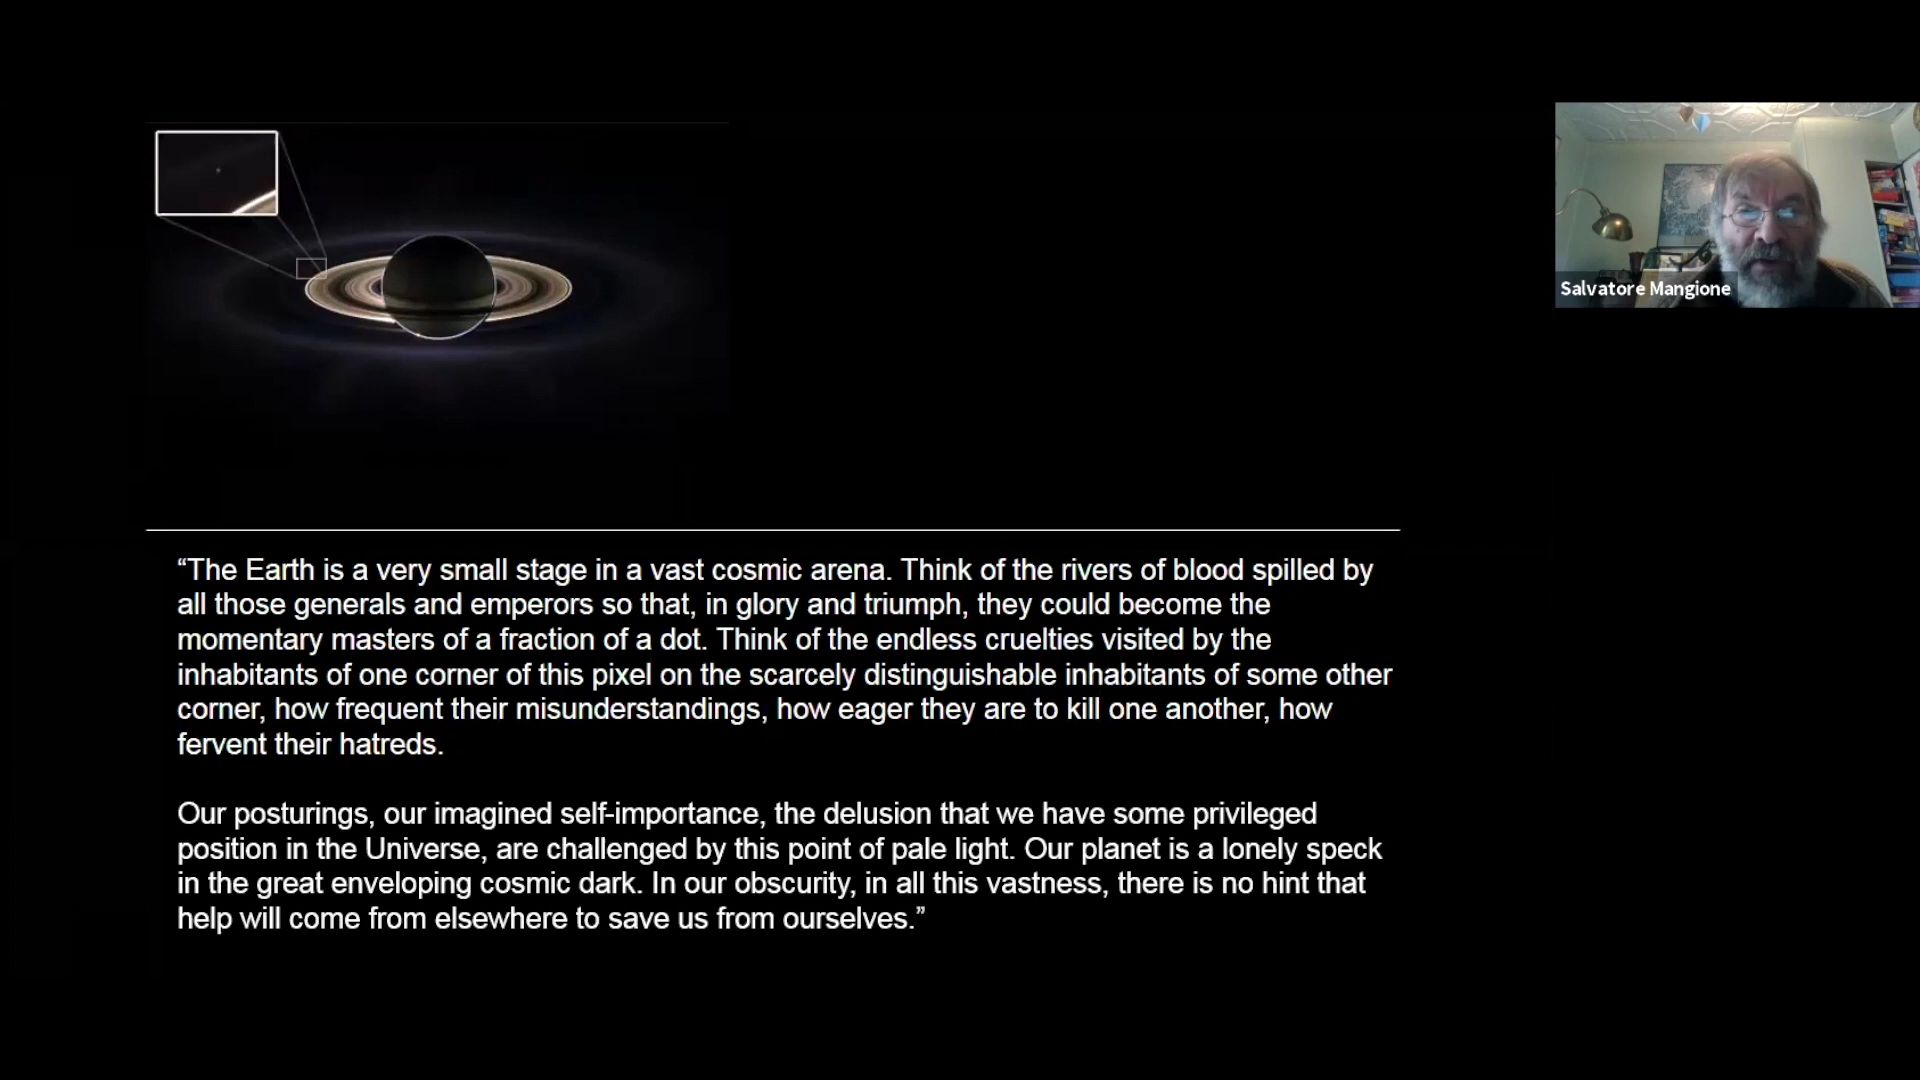 Salvatore Mangione
“The Earth is a very small stage in a vast cosmic arena. Think of the rivers of blood spilled by
all those generals and emperors so that, in glory and triumph, they could become the
momentary masters of a fraction of a dot. Think of the endless cruelties visited by the
inhabitants of one corner of this pixel on the scarcely distinguishable inhabitants of some other
corner, how frequent their misunderstandings, how eager they are to kill one another, how
fervent their hatreds.
Our posturings, our imagined self-importance, the delusion that we have some privileged
position in the Universe, are challenged by this point of pale light. Our planet is a lonely speck
in the great enveloping cosmic dark. In our obscurity, in all this vastness, there is no hint that
help will come from elsewhere to save us from ourselves.”